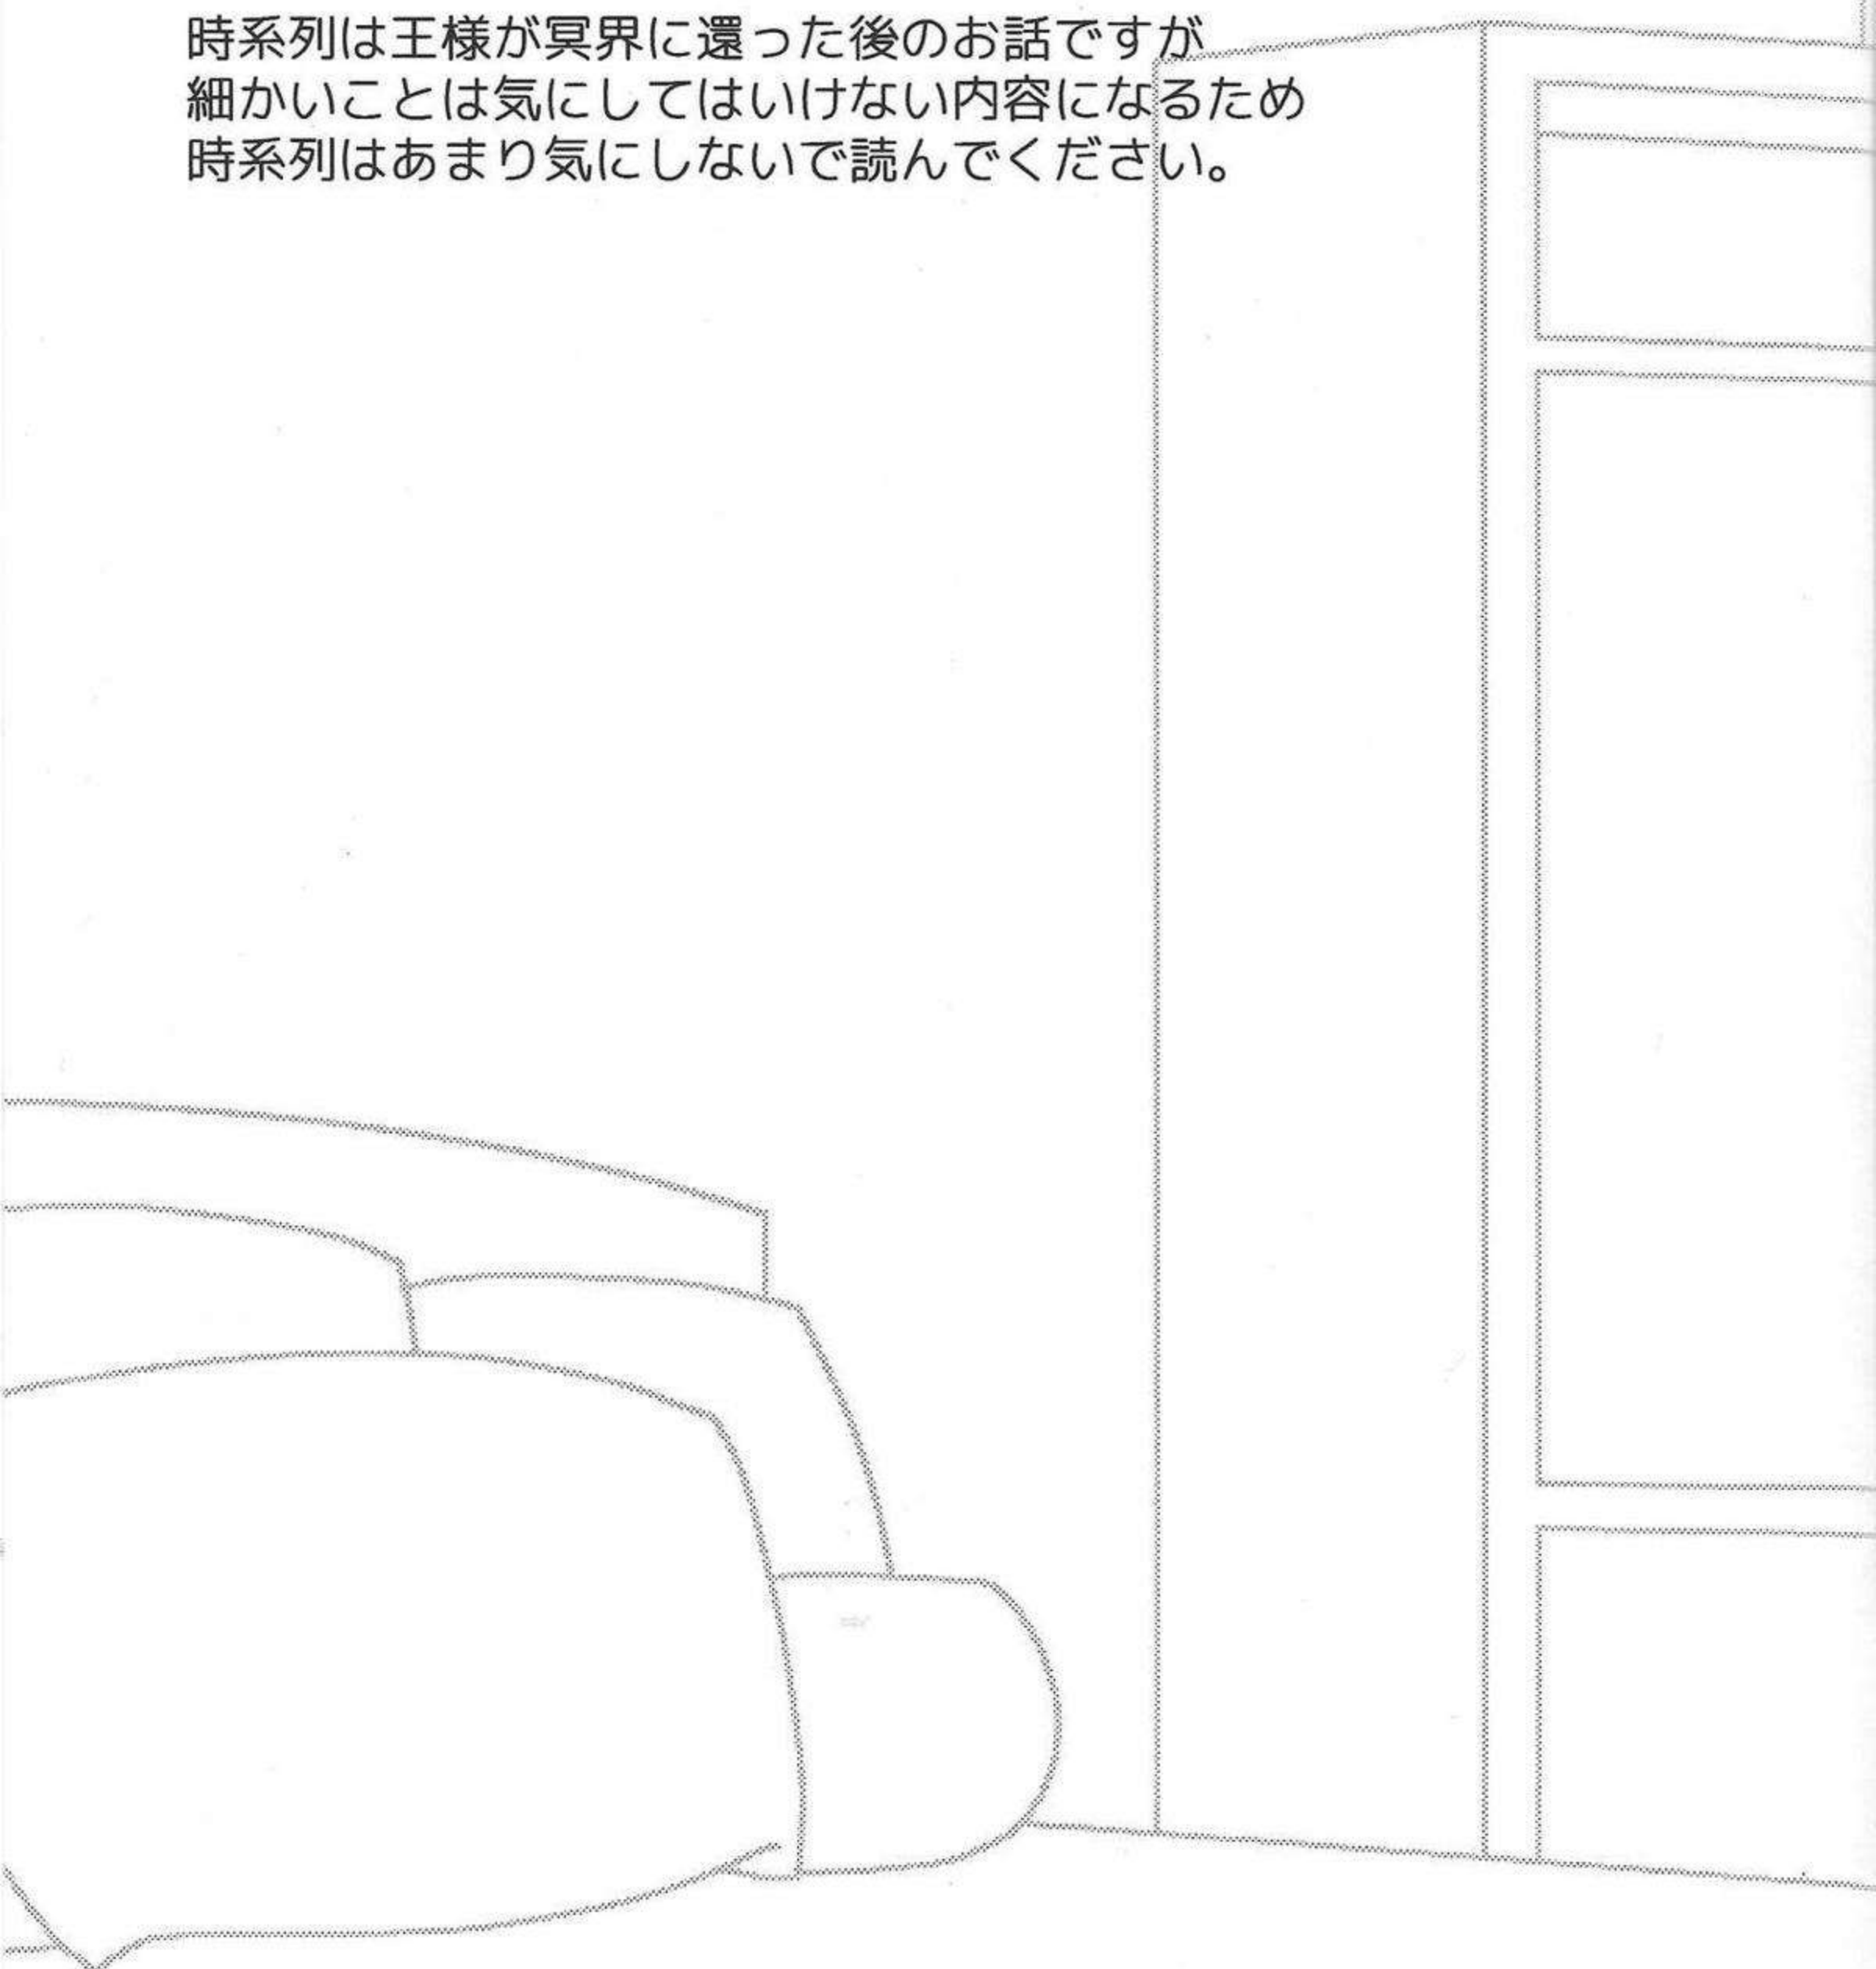 時系列は王様が冥界に還った後のお話ですが
細かいことは気にしてはいけない内容になるため
時系列はあまり気にしないで読んでください。